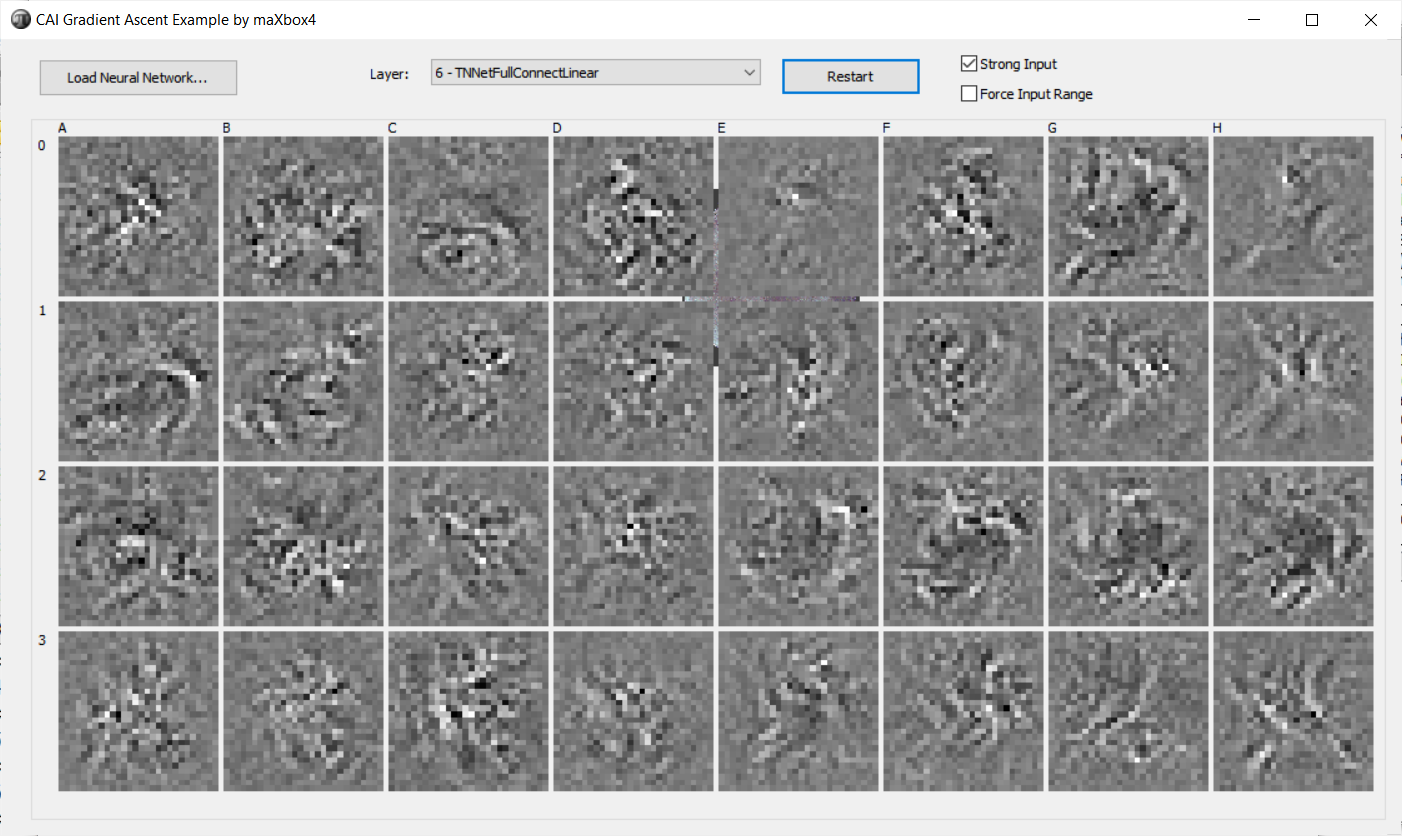 CAI Gradient Ascent Example by maXbox4
Load Neural Network...
Layer:
6 - TNNetFullConnectLinear
Restart
Strong Input
Force Input Range
A B C D E F G H
0
1
2
3